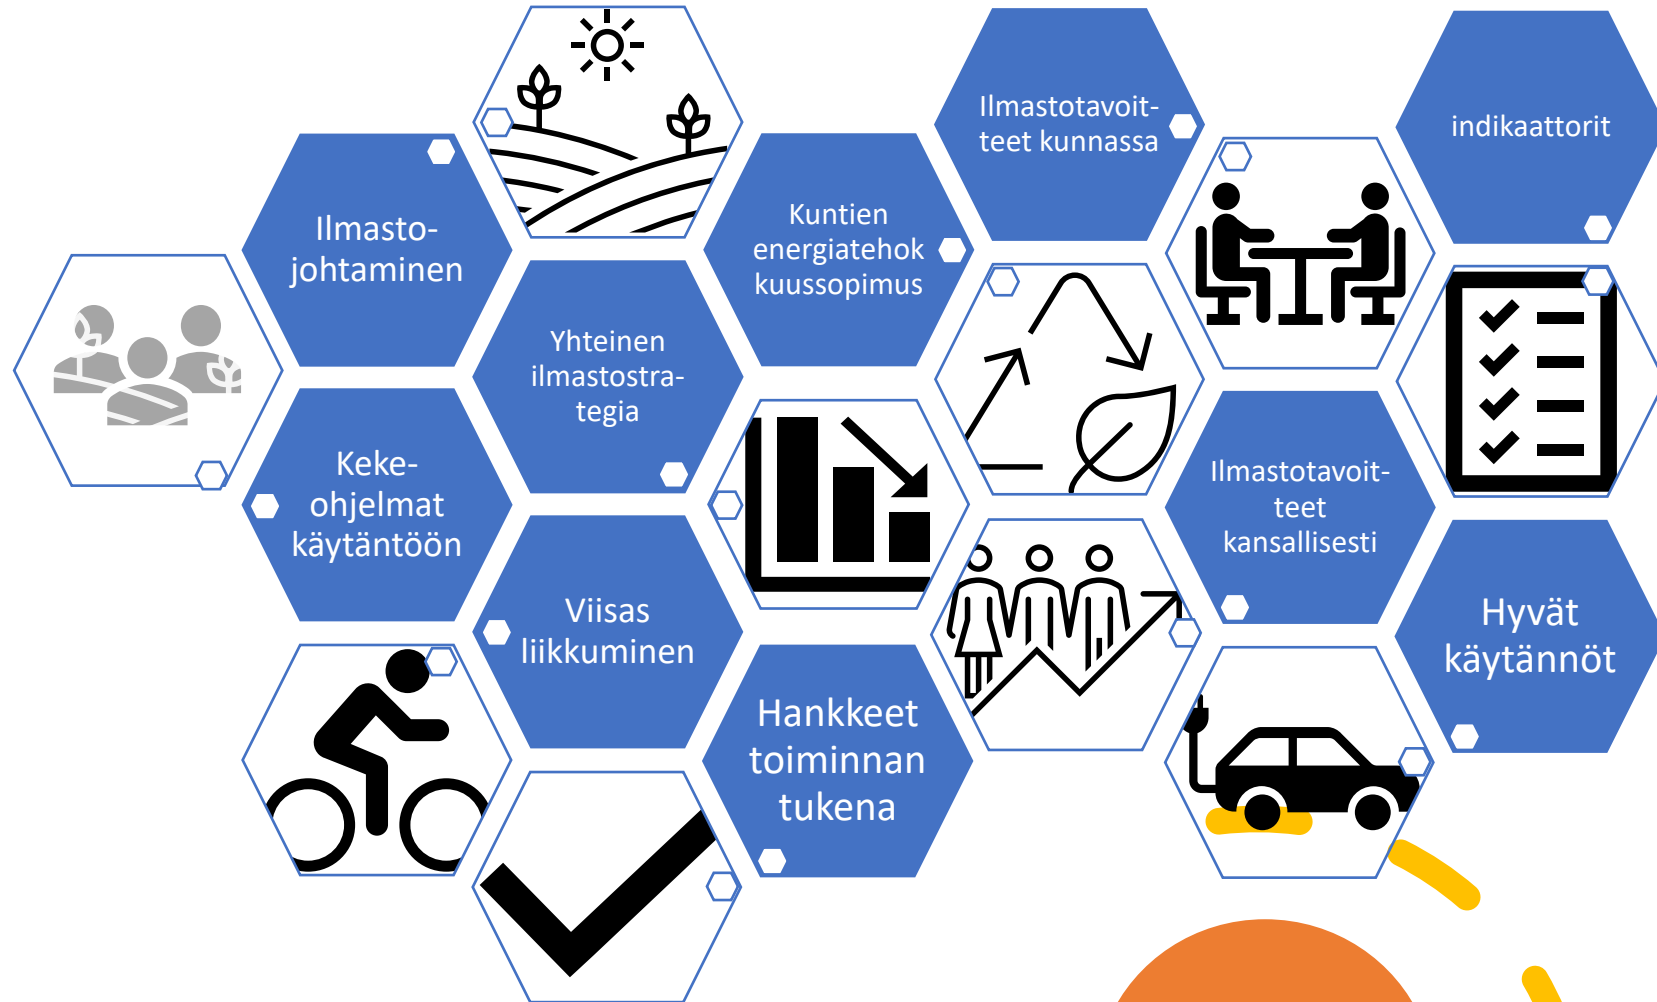 Ilmasto-
johtaminen
Keke-
ohjelmat
käytäntöön
Yhteinen
ilmastostra-
tegia
Viisas
liikkuminen
Kuntien
energiatehok
kuussopimus
Hankkeet
toiminnan
tukena
Ilmastotavoit-
teet kunnassa
Ilmastotavoit-
teet
kansallisesti
indikaattorit
Hyvät
käytännöt